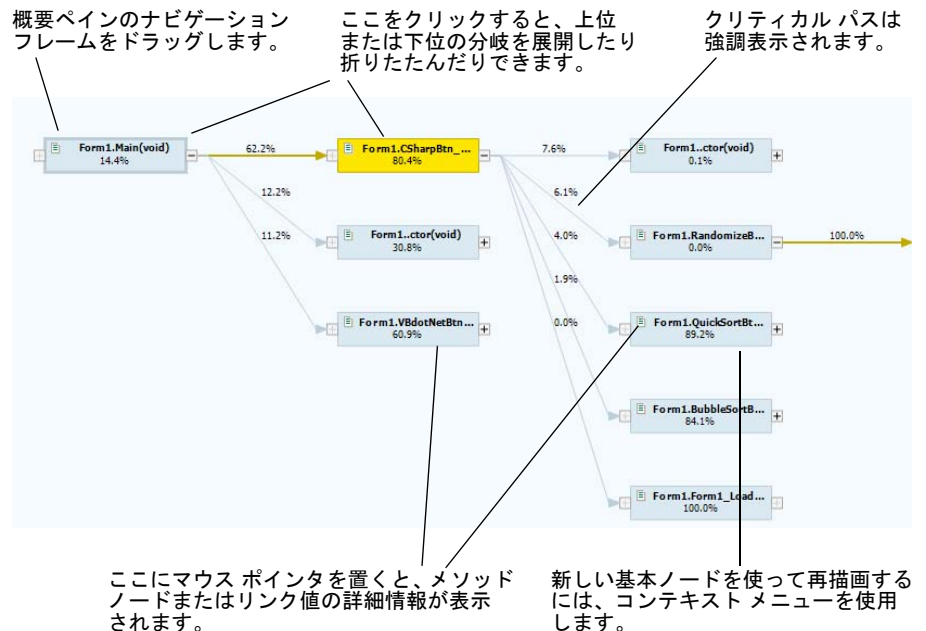 概要ペインのナビゲーション
フレームをドラッグします。
ここをクリックすると、上位
または下位の分岐を展開したり
折りたたんだりできます。
クリティカル パスは
強調表示されます。
Form1.Main(void)
14.4%
62.2%
Form1.CSharpBtn_...
80.4%
7.6%
Form1..ctor(void)
0.1%
12.2%
6.1%
11.2%
Form1..ctor(void)
30.8%
4.0%
Form1.RandomizeB...
0.0%
100.0%
1.9%
Form1.VBdotNetBtn...
60.9%
0.0%
Form1.QuickSortBt...
89.2%
Form1.BubbleSortB...
84.1%
Form1.Form1_Load...
100.0%
ここにマウス ポインタを置くと、メソッド
ノードまたはリンク値の詳細情報が表示
されます。
新しい基本ノードを使って再描画する
には、コンテキスト メニューを使用
します。